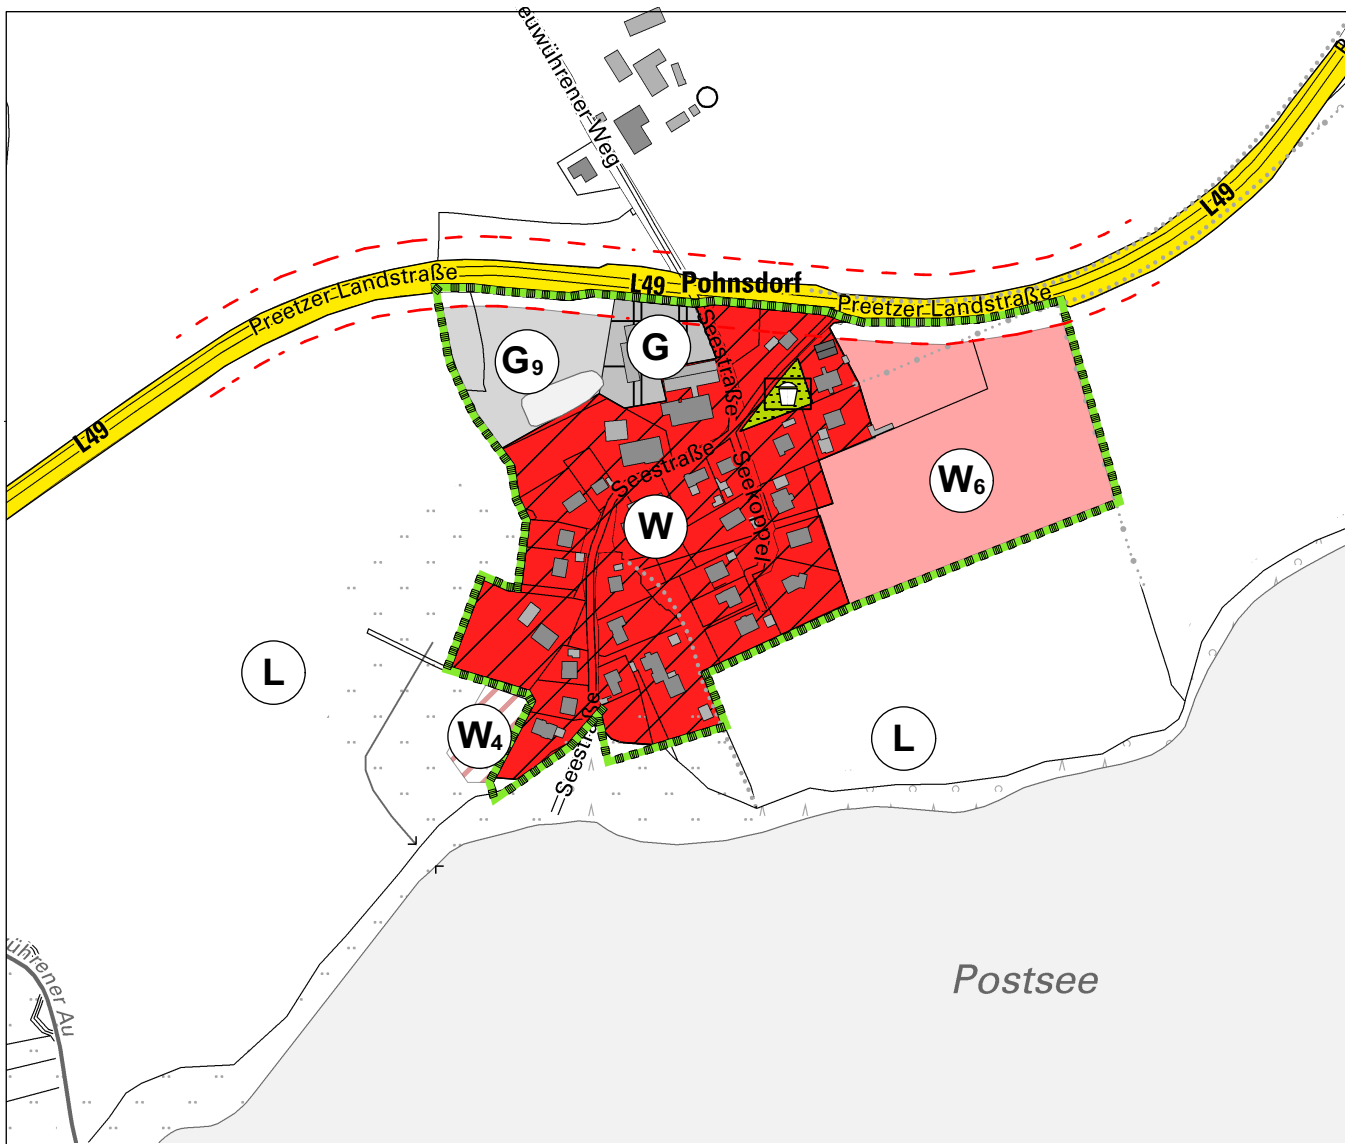 euwührener-Weg
L49
Pohnsdorf
L49
Preetzer-Landstraße
Preetzer-Landstraße
L49
G9
G
Seestraße
Seestraße
Seekoppel
W6
W
L
W4
Seestraße
L
Postsee
ührener Au